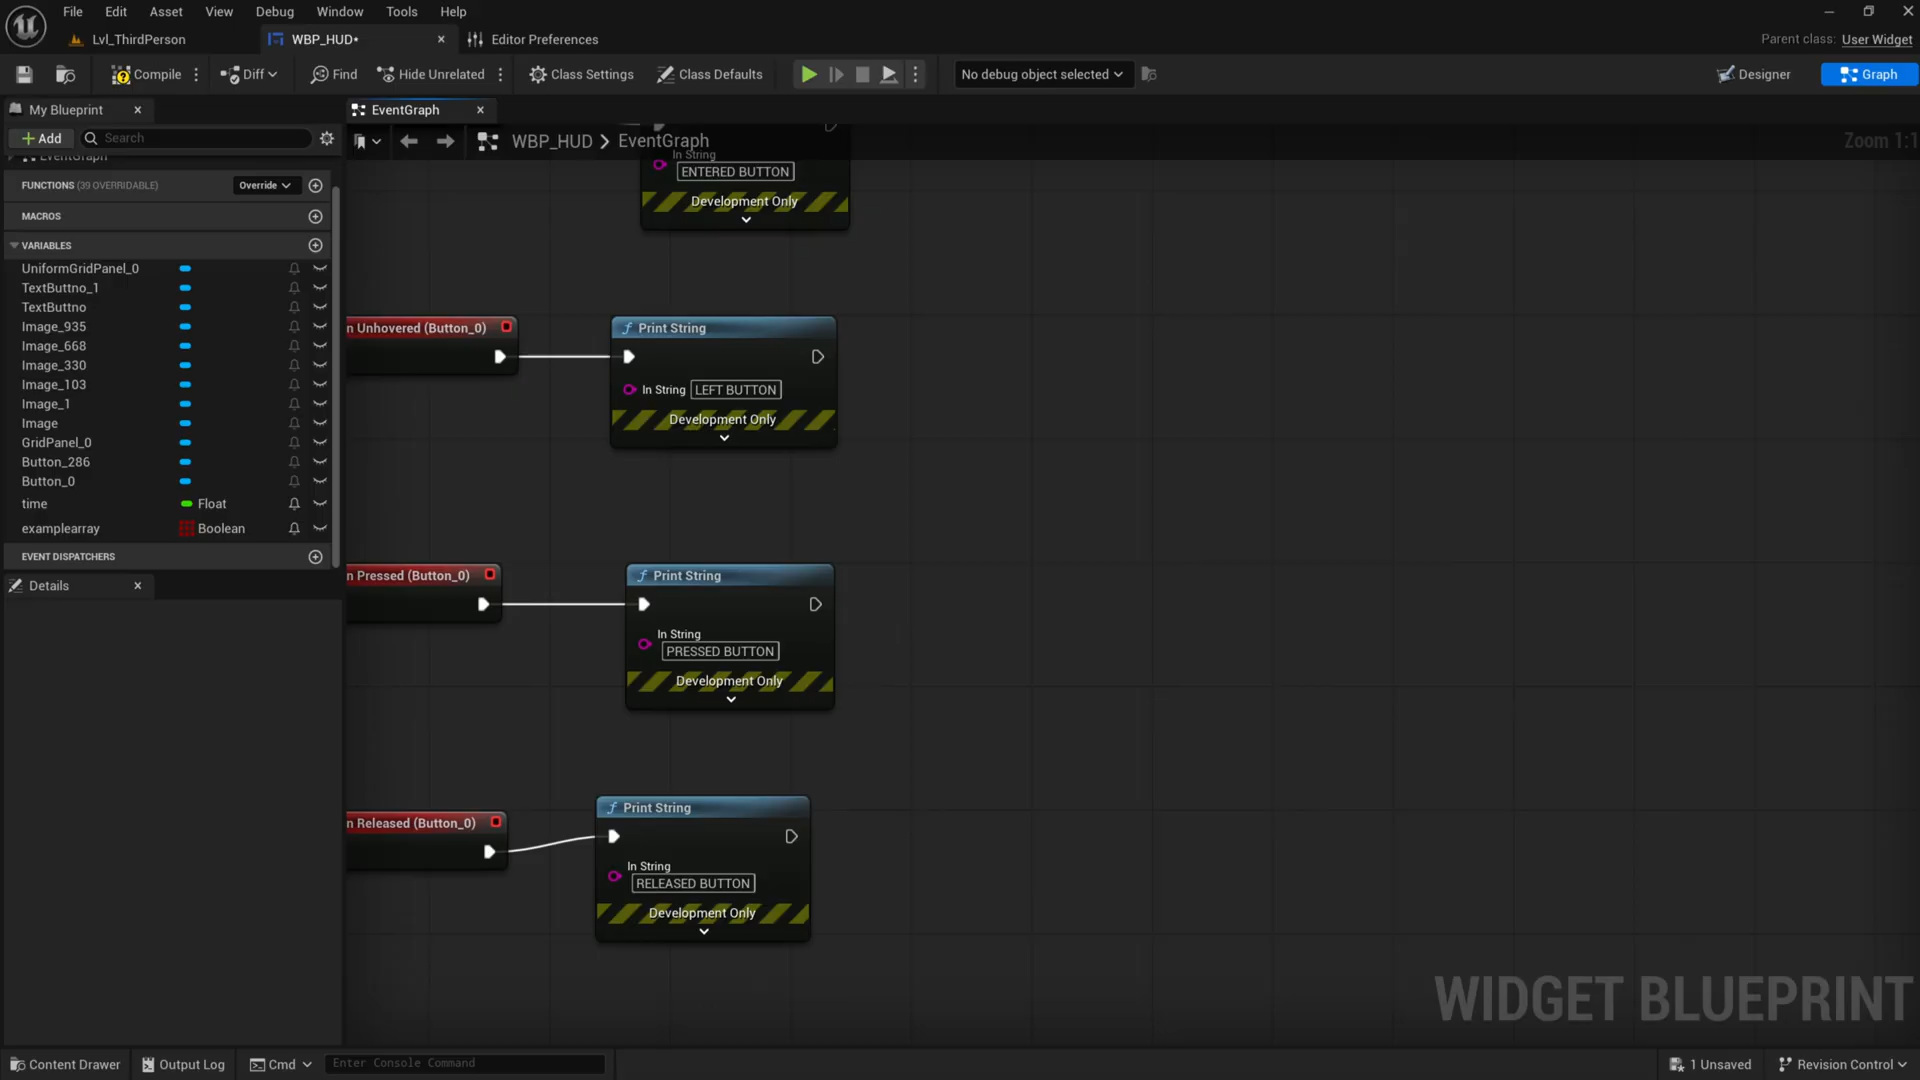 File Edit Asset View Debug Window Tools Help
Lvl_ThirdPerson
WBP_HUD*
Editor Preferences
Parent class: User Widget
Compile
Diff
Find
Hide Unrelated
Class Settings
Class Defaults
No debug object selected
Designer
Graph
My Blueprint
EventGraph
Add
Search
WBP_HUD > EventGraph
Zoom 1:1
EventGraph
FUNCTIONS (39 OVERRIDABLE)
Override
MACROS
VARIABLES
UniformGridPanel_0
TextButtno_1
TextButtno
Image_935
Image_668
Image_330
Image_103
Image_1
Image
GridPanel_0
Button_286
Button_0
time Float
examplearray Boolean
EVENT DISPATCHERS
Details
In String
ENTERED BUTTON
Development Only
n Unhovered (Button_0)
Print String
In String LEFT BUTTON
Development Only
n Pressed (Button_0)
Print String
In String
PRESSED BUTTON
Development Only
n Released (Button_0)
Print String
In String
RELEASED BUTTON
Development Only
WIDGET BLUEPRINT
Content Drawer
Output Log
Cmd
Enter Console Command
1 Unsaved
Revision Control